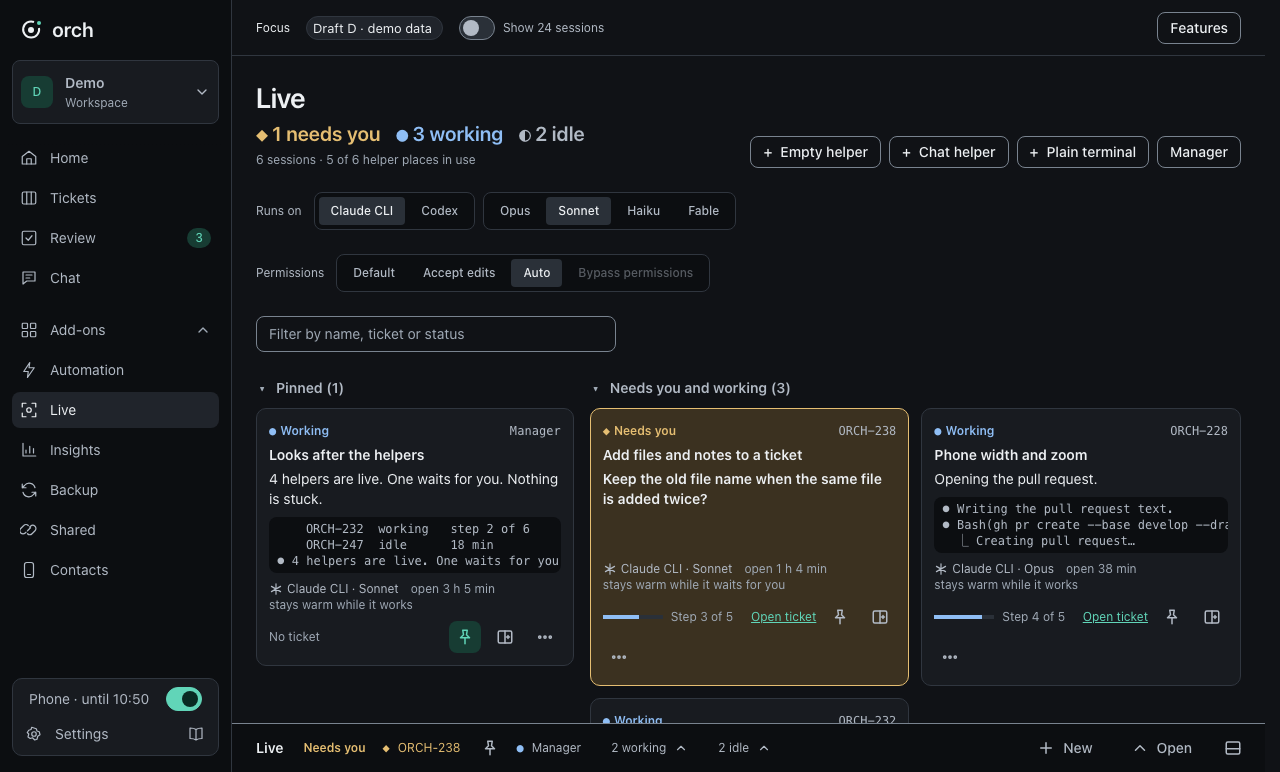 orch
Demo
Workspace
D
Home
Tickets
Review
3
Chat
Add-ons
Automation
Live
Insights
Backup
Shared
Contacts
Phone · until 10:50
Settings
Focus
Draft D · demo data
Show 24 sessions
Features
Live
1 needs you
3 working
2 idle
6 sessions · 5 of 6 helper places in use
+ Empty helper
+ Chat helper
+ Plain terminal
Manager
Runs on
Claude CLI
Codex
Opus
Sonnet
Haiku
Fable
Permissions
Default
Accept edits
Auto
Bypass permissions
Filter by name, ticket or status
Pinned (1)
Working
Manager
Looks after the helpers
4 helpers are live. One waits for you. Nothing
is stuck.
ORCH-232 working step 2 of 6
ORCH-247 idle 18 min
● 4 helpers are live. One waits for you
Claude CLI · Sonnet open 3 h 5 min
stays warm while it works
No ticket
Needs you and working (3)
Needs you
ORCH-238
Add files and notes to a ticket
Keep the old file name when the same file
is added twice?
Claude CLI · Sonnet open 1 h 4 min
stays warm while it waits for you
Step 3 of 5
Open ticket
Working
ORCH-228
Phone width and zoom
Opening the pull request.
● Writing the pull request text.
● Bash(gh pr create --base develop --dra
⎿ Creating pull request…
Claude CLI · Opus open 38 min
stays warm while it works
Step 4 of 5
Open ticket
Working
ORCH-232
Live
Needs you
ORCH-238
Manager
2 working
2 idle
New
Open